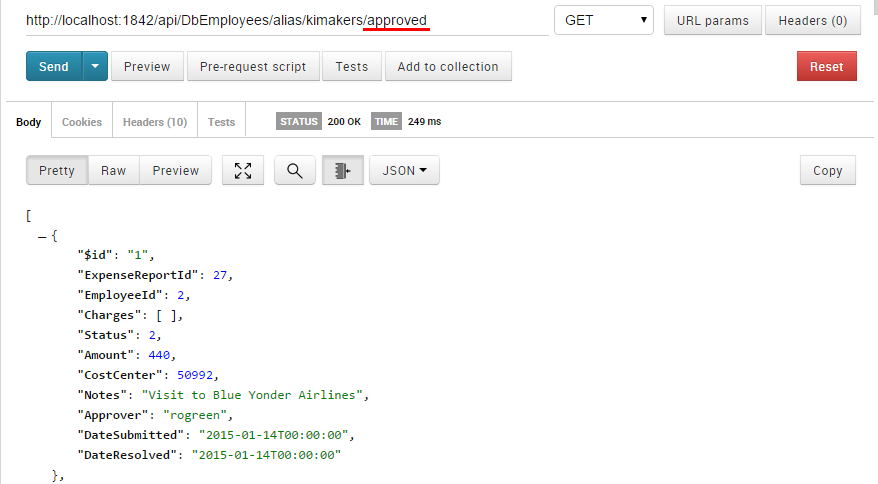 http://localhost:1842/api/DbEmployees/alias/kimakers/approved GET URL params Headers (0)
Send Preview Pre-request script Tests Add to collection Reset
Body Cookies Headers (10) Tests STATUS 200 OK TIME 249 ms
Pretty Raw Preview JSON Copy
[
{
"$id": "1",
"ExpenseReportId": 27,
"EmployeeId": 2,
"Charges": [ ],
"Status": 2,
"Amount": 440,
"CostCenter": 50992,
"Notes": "Visit to Blue Yonder Airlines",
"Approver": "rogreen",
"DateSubmitted": "2015-01-14T00:00:00",
"DateResolved": "2015-01-14T00:00:00"
},